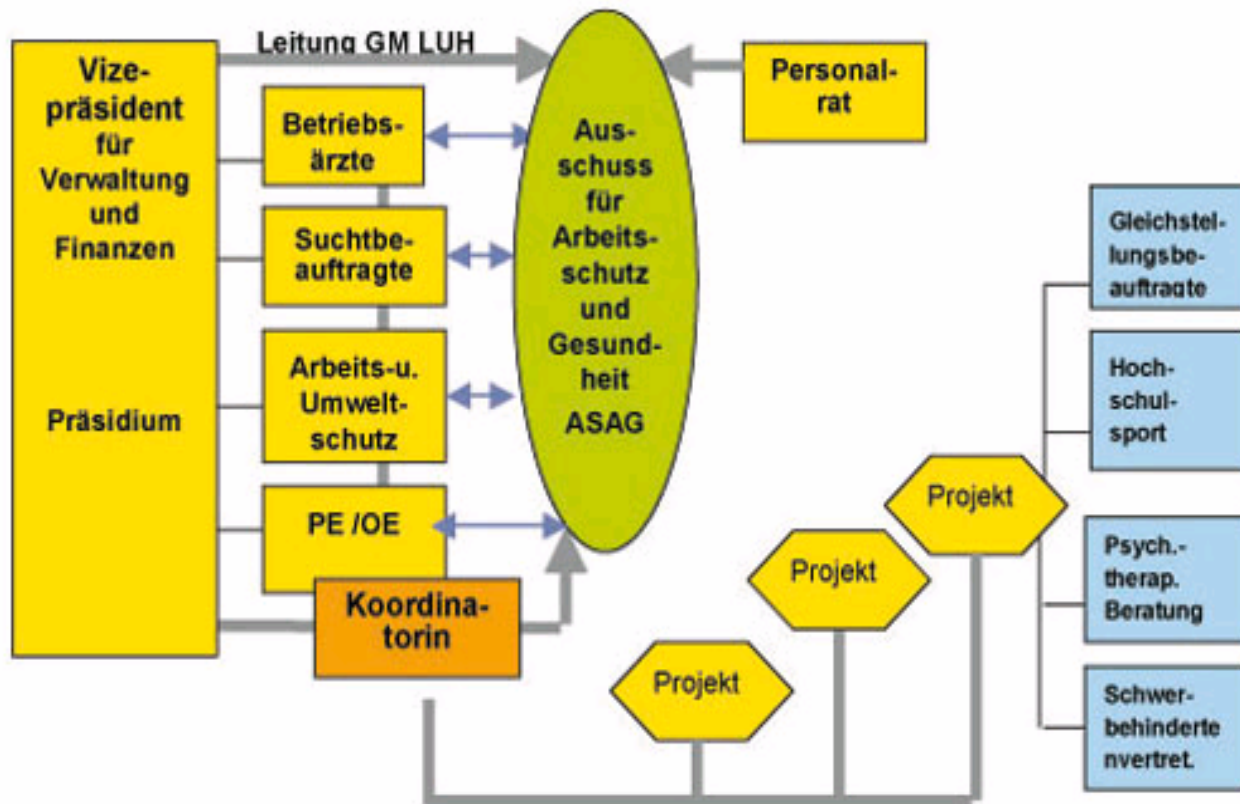 Leitung GM LUH
Vize-
präsident
für
Verwaltung
und
Finanzen
Präsidium
Betriebs-
ärzte
Suchtbe-
auftragte
Arbeits-u.
Umwelt-
schutz
PE /OE
Koordina-
torin
Aus-
schuss
für
Arbeits-
schutz
und
Gesund-
heit
ASAG
Personal-
rat
Projekt
Projekt
Projekt
Gleichstel-
lungsbe-
auftragte
Hoch-
schul-
sport
Psych.-
therap.
Beratung
Schwer-
behinderte
nvertret.